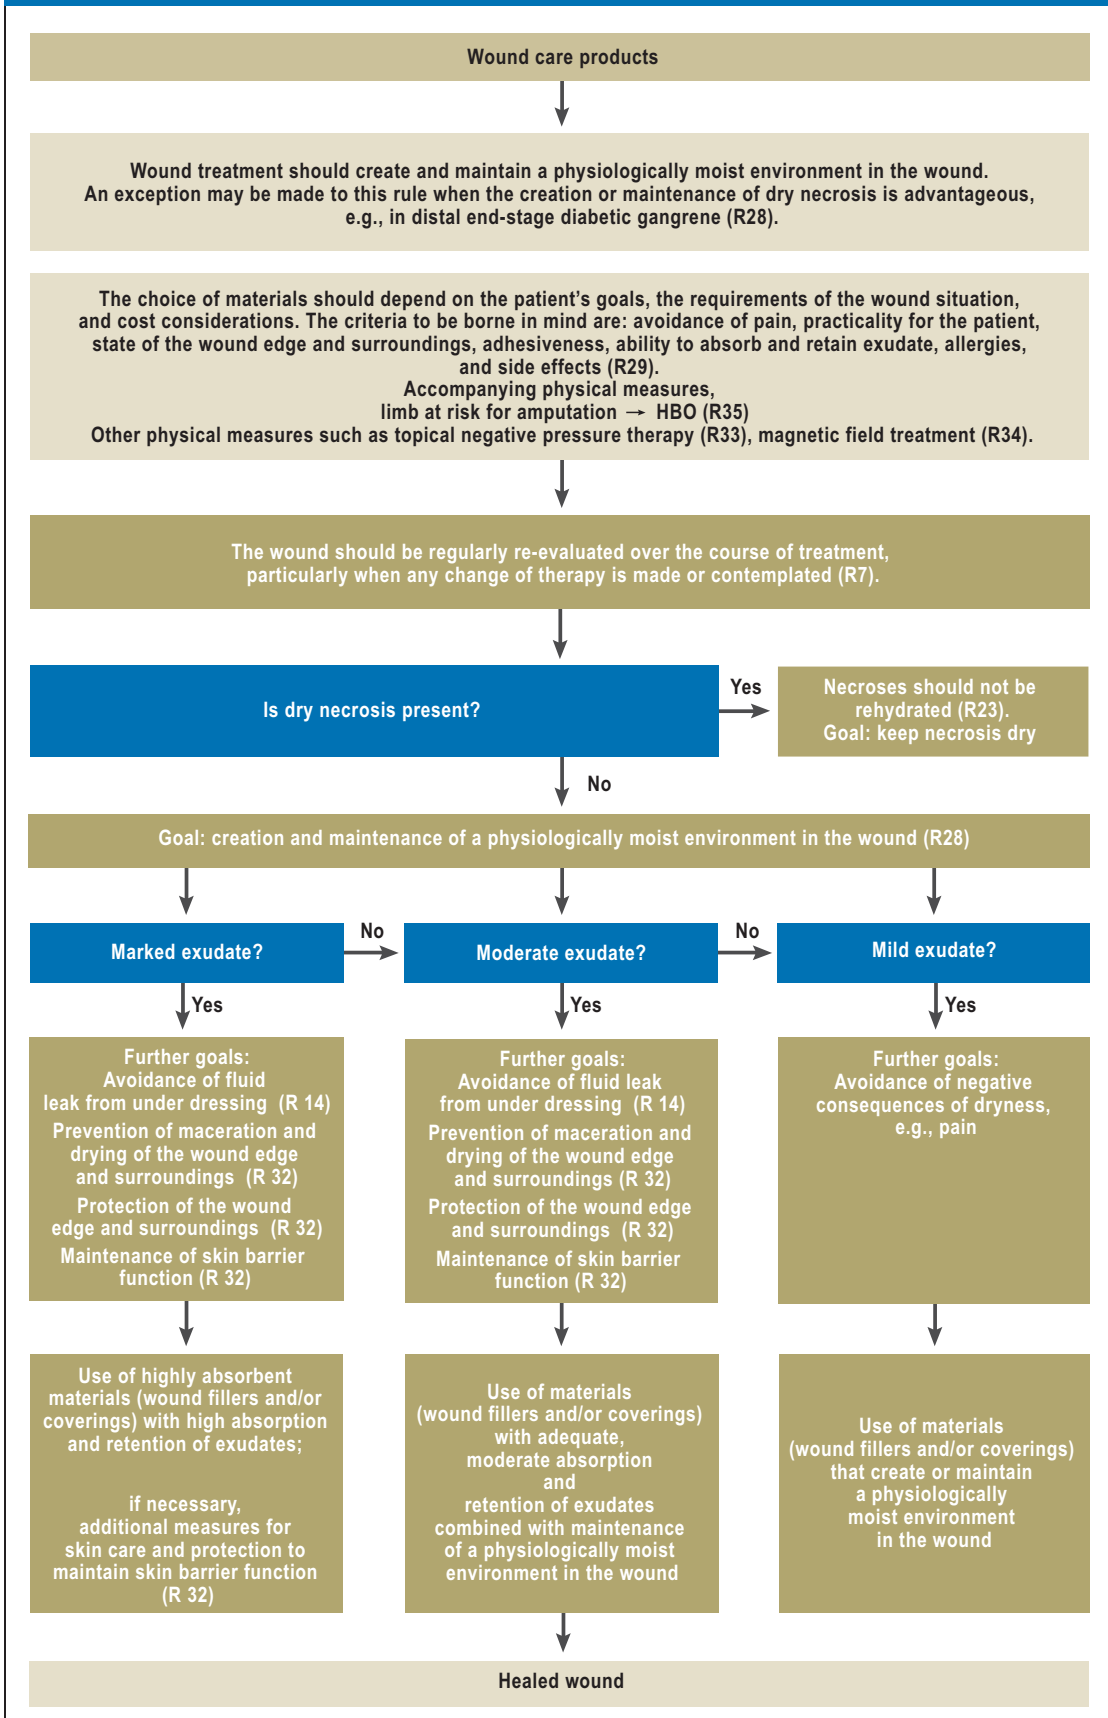 Wound care products
Wound treatment should create and maintain a physiologically moist environment in the wound.
An exception may be made to this rule when the creation or maintenance of dry necrosis is advantageous,
e.g., in distal end-stage diabetic gangrene (R28).
The choice of materials should depend on the patient’s goals, the requirements of the wound situation,
and cost considerations. The criteria to be borne in mind are: avoidance of pain, practicality for the patient,
state of the wound edge and surroundings, adhesiveness, ability to absorb and retain exudate, allergies,
and side effects (R29).
Accompanying physical measures,
limb at risk for amputation → HBO (R35)
Other physical measures such as topical negative pressure therapy (R33), magnetic field treatment (R34).
The wound should be regularly re-evaluated over the course of treatment,
particularly when any change of therapy is made or contemplated (R7).
Is dry necrosis present?
Yes
Necroses should not be
rehydrated (R23).
Goal: keep necrosis dry
No
Goal: creation and maintenance of a physiologically moist environment in the wound (R28)
Marked exudate?
No
Moderate exudate?
No
Mild exudate?
Yes
Yes
Yes
Further goals:
Avoidance of fluid
leak from under dressing (R 14)
Prevention of maceration and
drying of the wound edge
and surroundings (R 32)
Protection of the wound
edge and surroundings (R 32)
Maintenance of skin barrier
function (R 32)
Further goals:
Avoidance of fluid leak
from under dressing (R 14)
Prevention of maceration and
drying of the wound edge
and surroundings (R 32)
Protection of the wound edge
and surroundings (R 32)
Maintenance of skin barrier
function (R 32)
Further goals:
Avoidance of negative
consequences of dryness,
e.g., pain
Use of highly absorbent
materials (wound fillers and/or
coverings) with high absorption
and retention of exudates;
if necessary,
additional measures for
skin care and protection to
maintain skin barrier function
(R 32)
Use of materials
(wound fillers and/or coverings)
with adequate,
moderate absorption
and
retention of exudates
combined with maintenance
of a physiologically moist
environment in the wound
Use of materials
(wound fillers and/or coverings)
that create or maintain
a physiologically
moist environment
in the wound
Healed wound